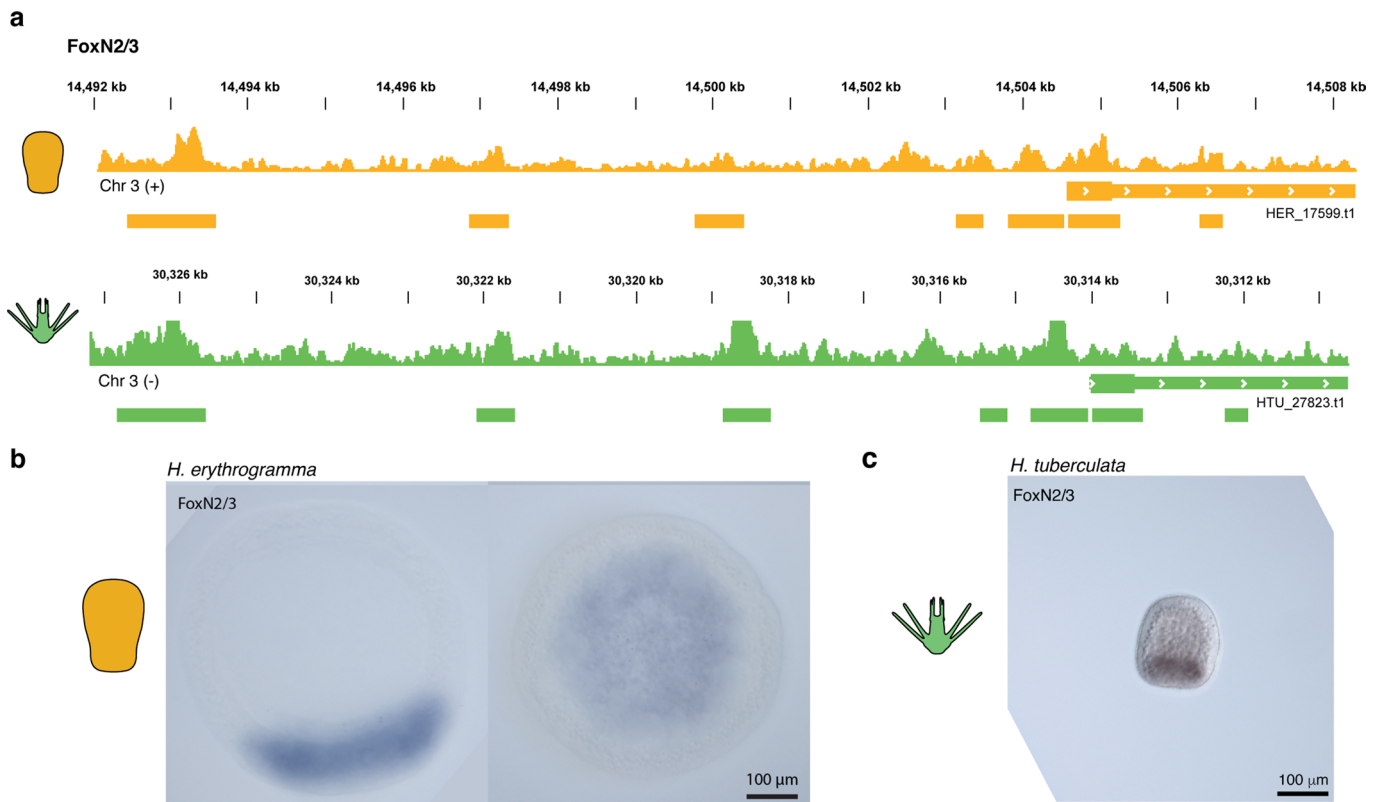 a
FoxN2/3
14,492 kb 14,494 kb 14,496 kb 14,498 kb 14,500 kb 14,502 kb 14,504 kb 14,506 kb 14,508 kb
Chr 3 (+)
HER_17599.t1
30,326 kb 30,324 kb 30,322 kb 30,320 kb 30,318 kb 30,316 kb 30,314 kb 30,312 kb
Chr 3 (-)
HTU_27823.t1
b
H. erythrogramma
FoxN2/3
100 µm
c
H. tuberculata
FoxN2/3
100 µm